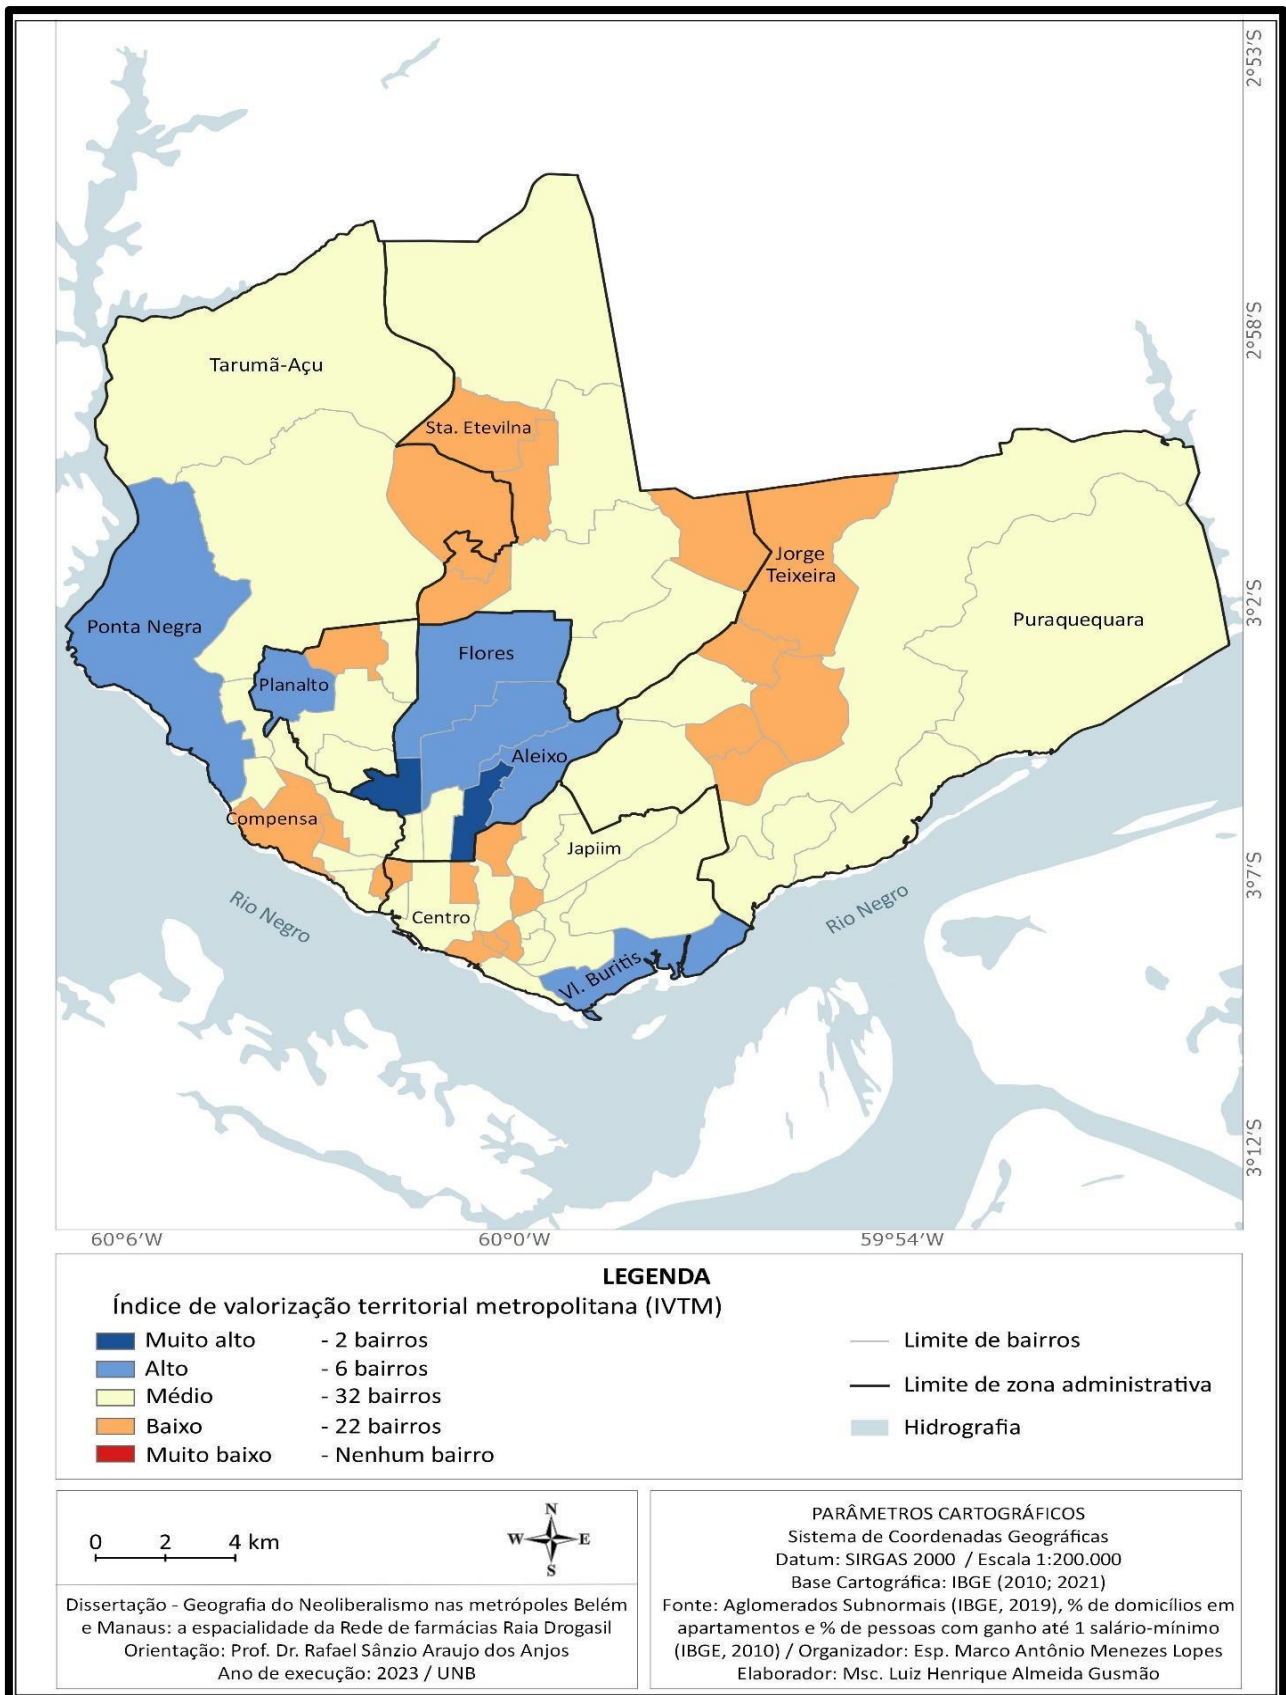 2°53'S
2°58'S
Tarumã-Açu
Sta. Etevilna
Jorge
Teixeira
3°2'S
Puraquequara
Ponta Negra
Flores
Planalto
Aleixo
Compensa
Japiim
3°7'S
Rio Negro
Centro
Rio Negro
Vl. Buritis
3°12'S
60°6'W
60°0'W
59°54'W
LEGENDA
Índice de valorização territorial metropolitana (IVTM)
Muito alto - 2 bairros
Alto - 6 bairros
Médio - 32 bairros
Baixo - 22 bairros
Muito baixo - Nenhum bairro
Limite de bairros
Limite de zona administrativa
Hidrografia
0 2 4 km
N
W E
S
Dissertação - Geografia do Neoliberalismo nas metrópoles Belém
e Manaus: a espacialidade da Rede de farmácias Raia Drogasil
Orientação: Prof. Dr. Rafael Sânzio Araujo dos Anjos
Ano de execução: 2023 / UNB
PARÂMETROS CARTOGRÁFICOS
Sistema de Coordenadas Geográficas
Datum: SIRGAS 2000 / Escala 1:200.000
Base Cartográfica: IBGE (2010; 2021)
Fonte: Aglomerados Subnormais (IBGE, 2019), % de domicílios em
apartamentos e % de pessoas com ganho até 1 salário-mínimo
(IBGE, 2010) / Organizador: Esp. Marco Antônio Menezes Lopes
Elaborador: Msc. Luiz Henrique Almeida Gusmão